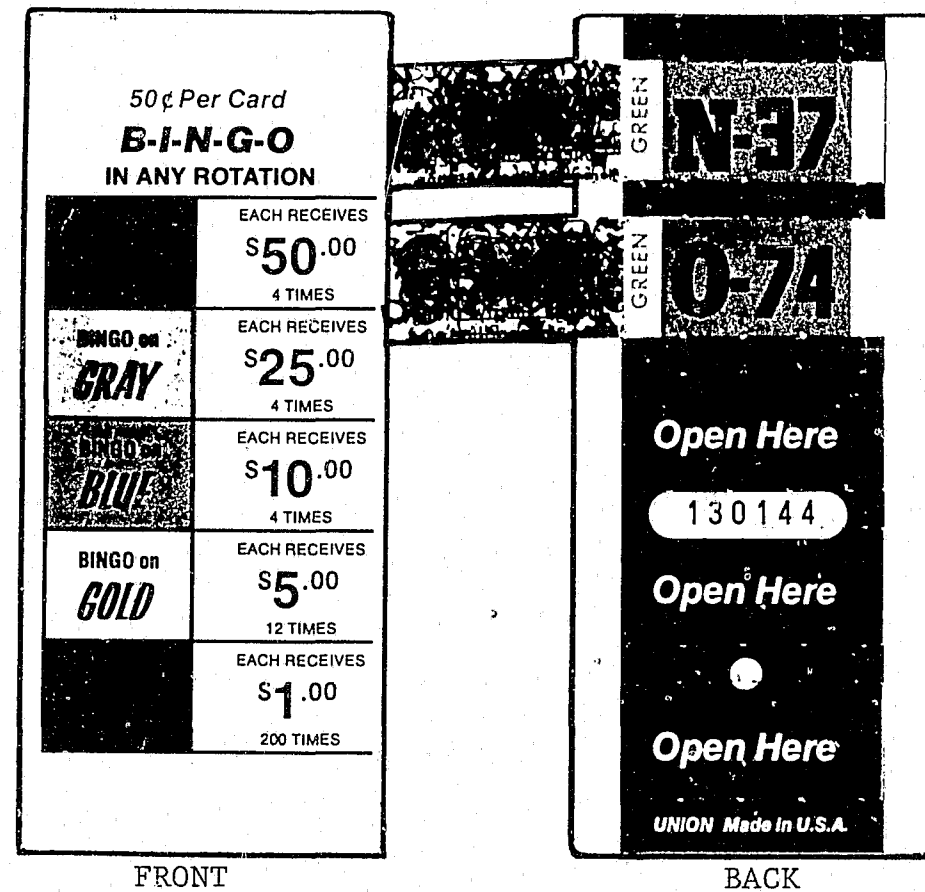 50¢ Per Card
B-I-N-G-O
IN ANY ROTATION
EACH RECEIVES
$50.00
4 TIMES
BINGO on
GRAY
EACH RECEIVES
$25.00
4 TIMES
BINGO on
BLUE
EACH RECEIVES
$10.00
4 TIMES
BINGO on
GOLD
EACH RECEIVES
$5.00
12 TIMES
EACH RECEIVES
$1.00
200 TIMES
FRONT
GREEN
N-37
GREEN
O-74
Open Here
130144
Open Here
Open Here
UNION Made in U.S.A.
BACK